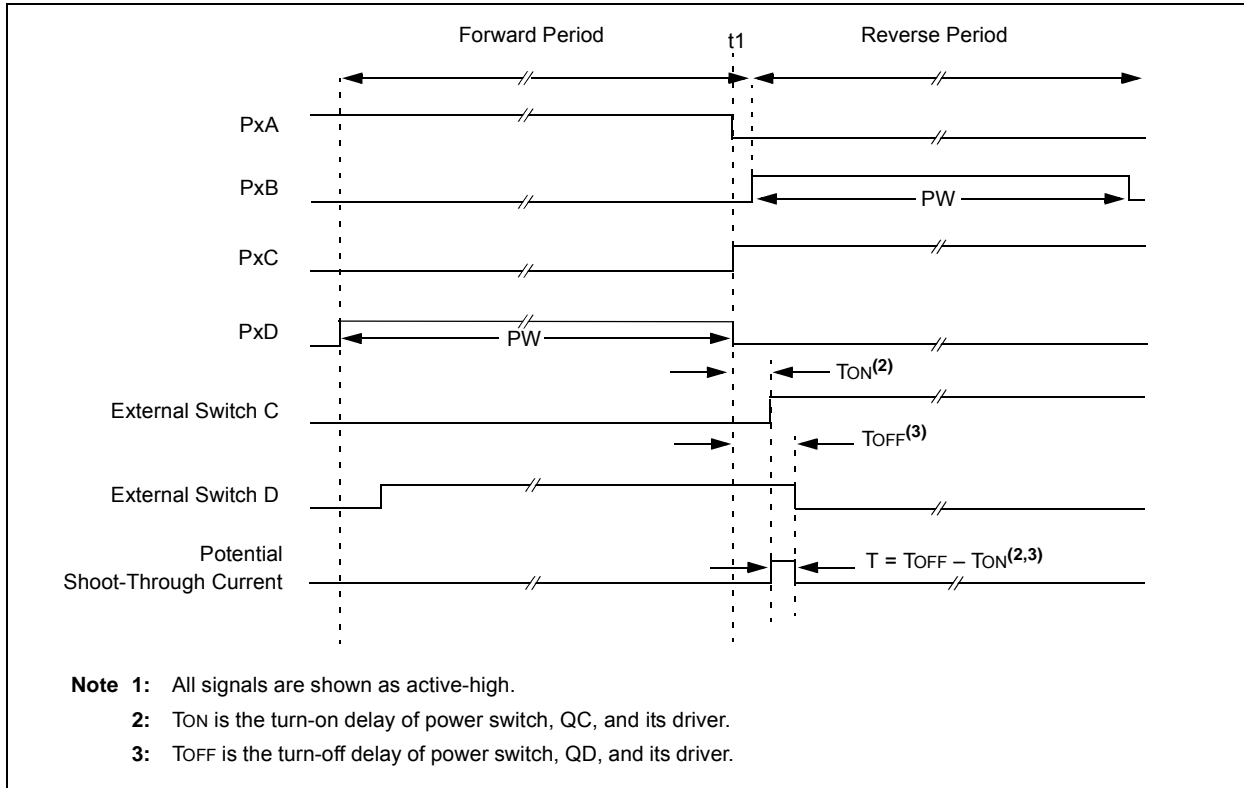 Forward Period
t1
Reverse Period
PxA
PxB
PW
PxC
PxD
PW
TON(2)
External Switch C
TOFF(3)
External Switch D
Potential
Shoot-Through Current
T = TOFF – TON(2,3)
Note 1: All signals are shown as active-high.
2: TON is the turn-on delay of power switch, QC, and its driver.
3: TOFF is the turn-off delay of power switch, QD, and its driver.